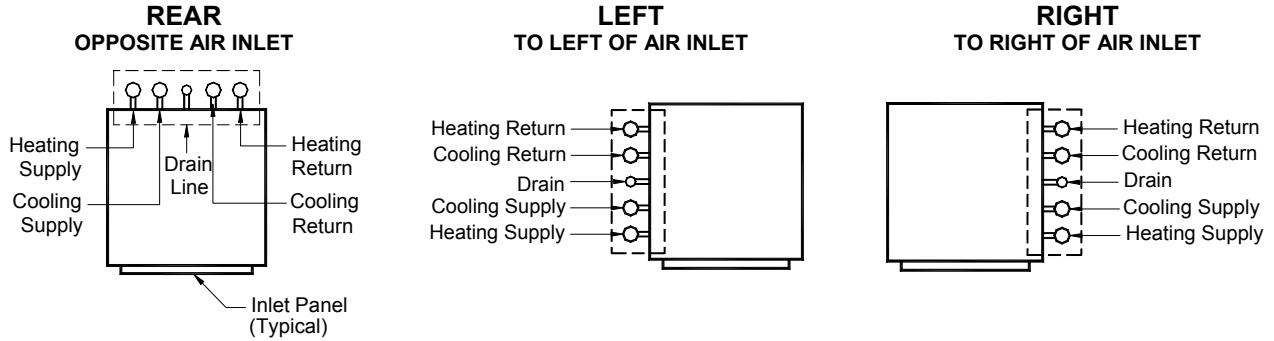 REAR
OPPOSITE AIR INLET
Heating
Supply
Cooling
Supply
Drain
Line
Heating
Return
Cooling
Return
Inlet Panel
(Typical)
LEFT
TO LEFT OF AIR INLET
Heating Return
Cooling Return
Drain
Cooling Supply
Heating Supply
RIGHT
TO RIGHT OF AIR INLET
Heating Return
Cooling Return
Drain
Cooling Supply
Heating Supply